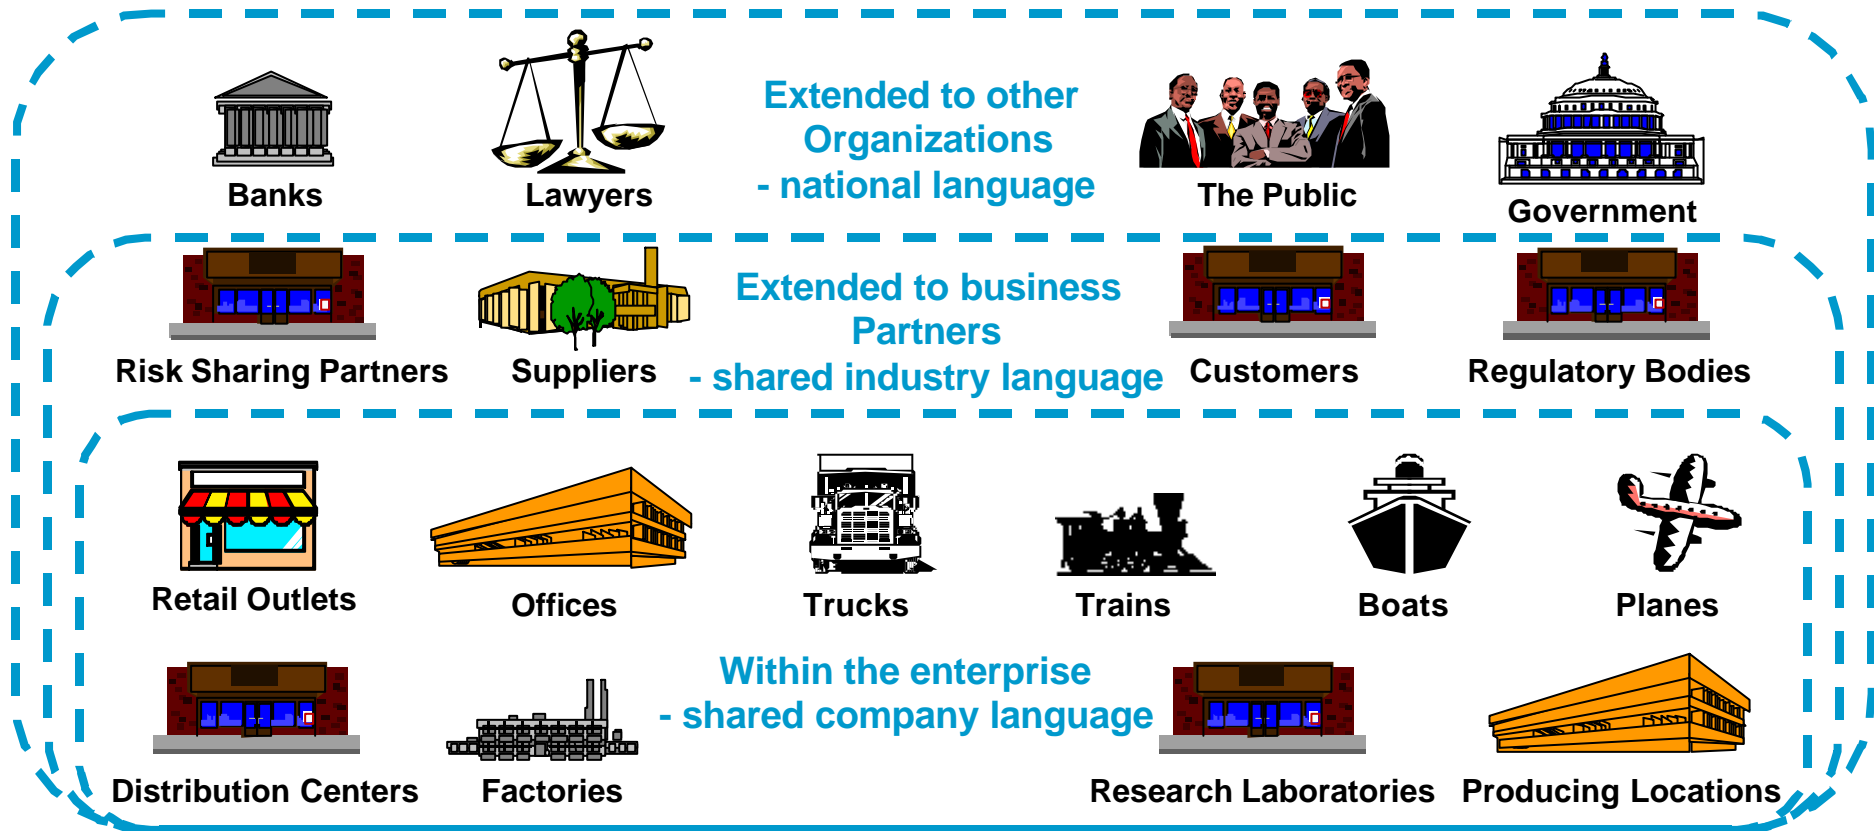 Extended to other
Organizations
- national language
Banks
Lawyers
The Public
Government
Extended to business
Partners
- shared industry language
Risk Sharing Partners
Suppliers
Customers
Regulatory Bodies
Retail Outlets
Offices
Trucks
Trains
Boats
Planes
Within the enterprise
- shared company language
Distribution Centers
Factories
Research Laboratories
Producing Locations